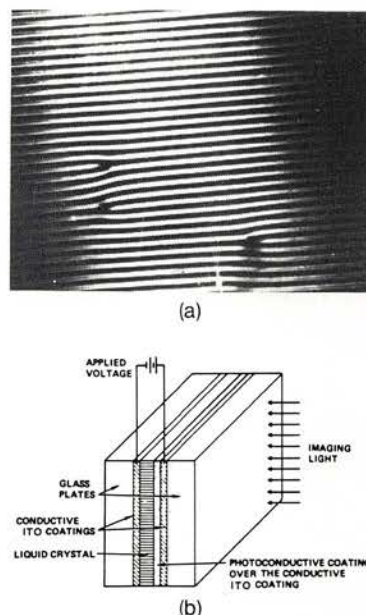 (a)
APPLIED
VOLTAGE
IMAGING
LIGHT
GLASS
PLATES
CONDUCTIVE
ITO COATINGS
LIQUID CRYSTAL
PHOTOCONDUCTIVE COATING
OVER THE CONDUCTIVE
ITO COATING
(b)